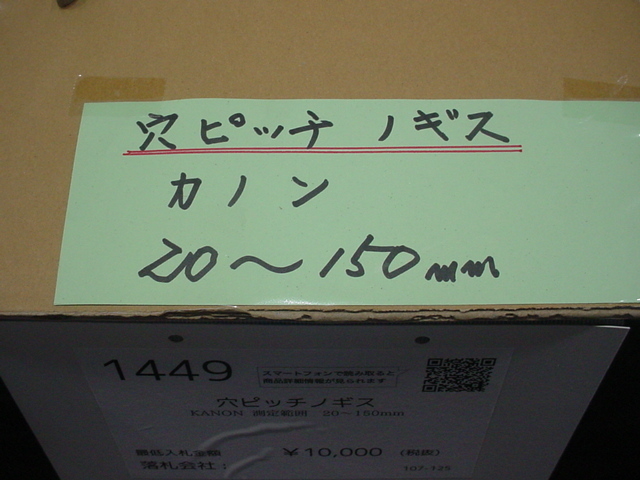 穴ピッチ ノギス
カノン
20～150mm
1449
スマートフォンで読み取ると
商品詳細情報が見られます
穴ピッチノギス
KANON 測定範囲 20～150mm
最低入札金額 ￥10,000 (税抜)
落札会社：
107-125